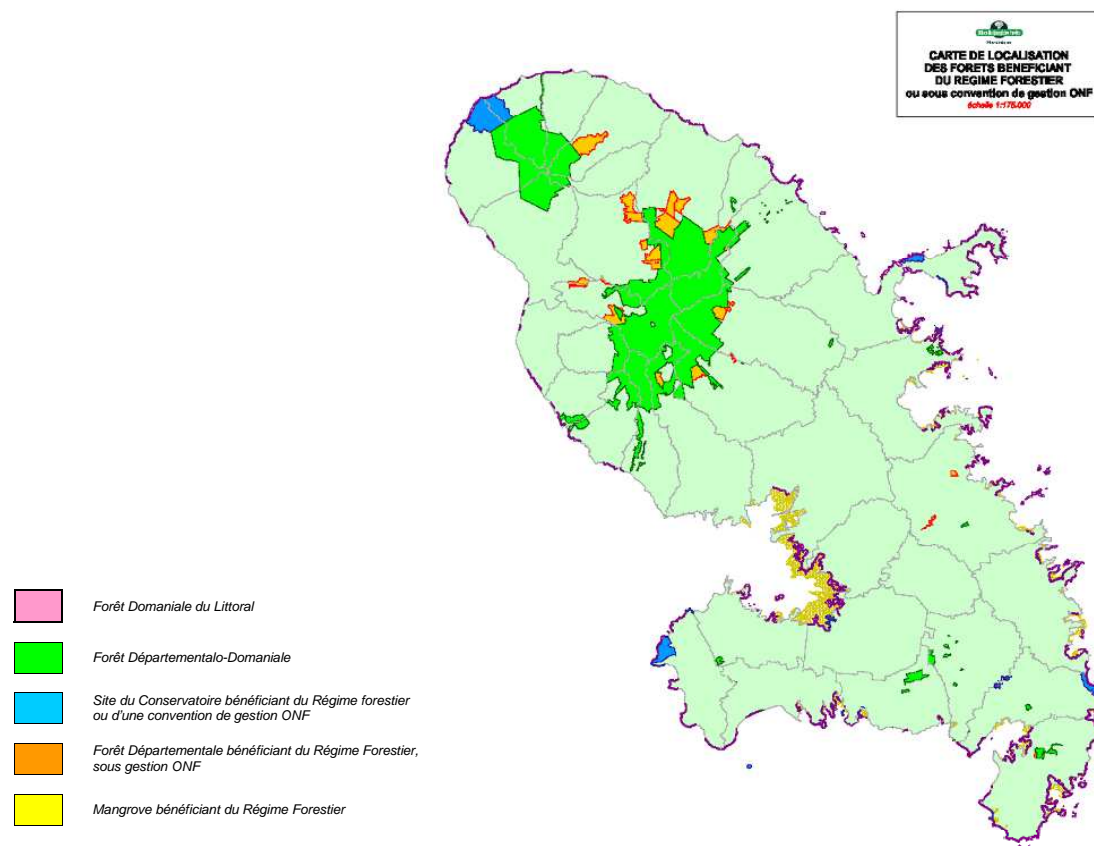 CARTE DE LOCALISATION
DES FORETS BENEFICIANT
DU REGIME FORESTIER
ou sous convention de gestion ONF
échelle 1:175.000
Forêt Domaniale du Littoral
Forêt Départementalo-Domaniale
Site du Conservatoire bénéficiant du Régime forestier
ou d'une convention de gestion ONF
Forêt Départementale bénéficiant du Régime Forestier,
sous gestion ONF
Mangrove bénéficiant du Régime Forestier